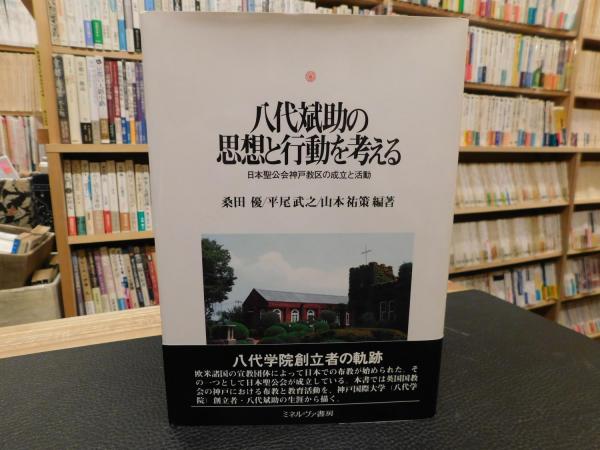 八代斌助の
思想と行動を考える
日本聖公会神戸教区の成立と活動
桑田 優/平尾武之/山本祐策 編著
八代学院創立者の軌跡
欧米諸国の宣教団体によって日本での布教が始められた。そ
の一つとして日本聖公会が成立している。本書では英国国教
会の神戸における布教と教育活動を、神戸国際大学（八代学
院）創立者・八代斌助の生涯から描く。
ミネルヴァ書房